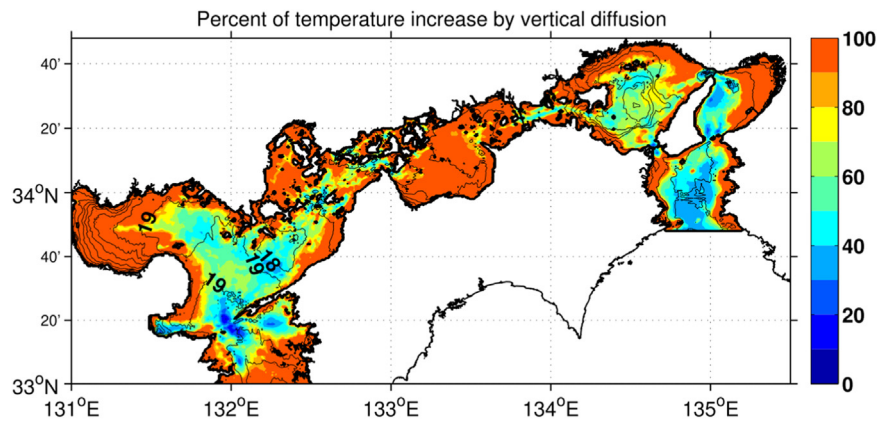 Percent of temperature increase by vertical diffusion
40'
20'
34°N
40'
20'
33°N
131°E
132°E
133°E
134°E
135°E
19
19
18
19
100
80
60
40
20
0